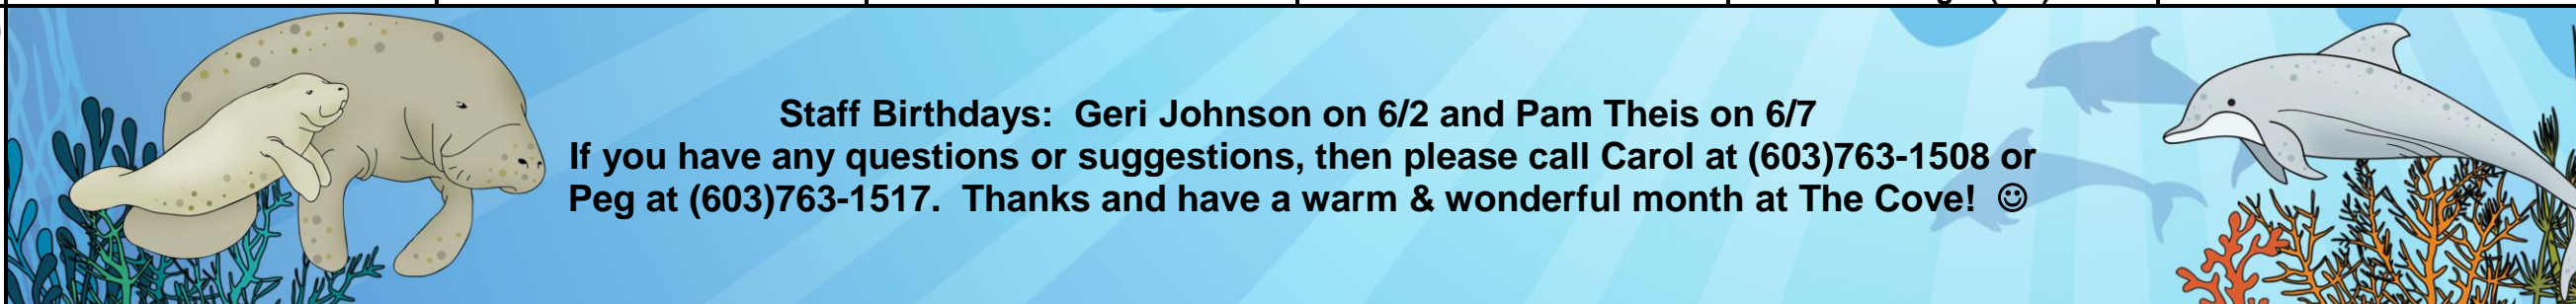 Staff Birthdays:  Geri Johnson on 6/2 and Pam Theis on 6/7
If you have any questions or suggestions, then please call Carol at (603)763-1508 or
Peg at (603)763-1517.  Thanks and have a warm & wonderful month at The Cove!  ☺